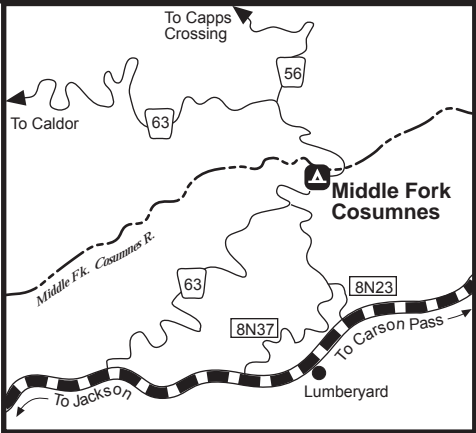 To Capps
Crossing
56
63
To Caldor
Middle Fork
Cosumnes
Middle Fk. Cosumnes R.
63
8N23
8N37
To Carson Pass
To Jackson
Lumberyard